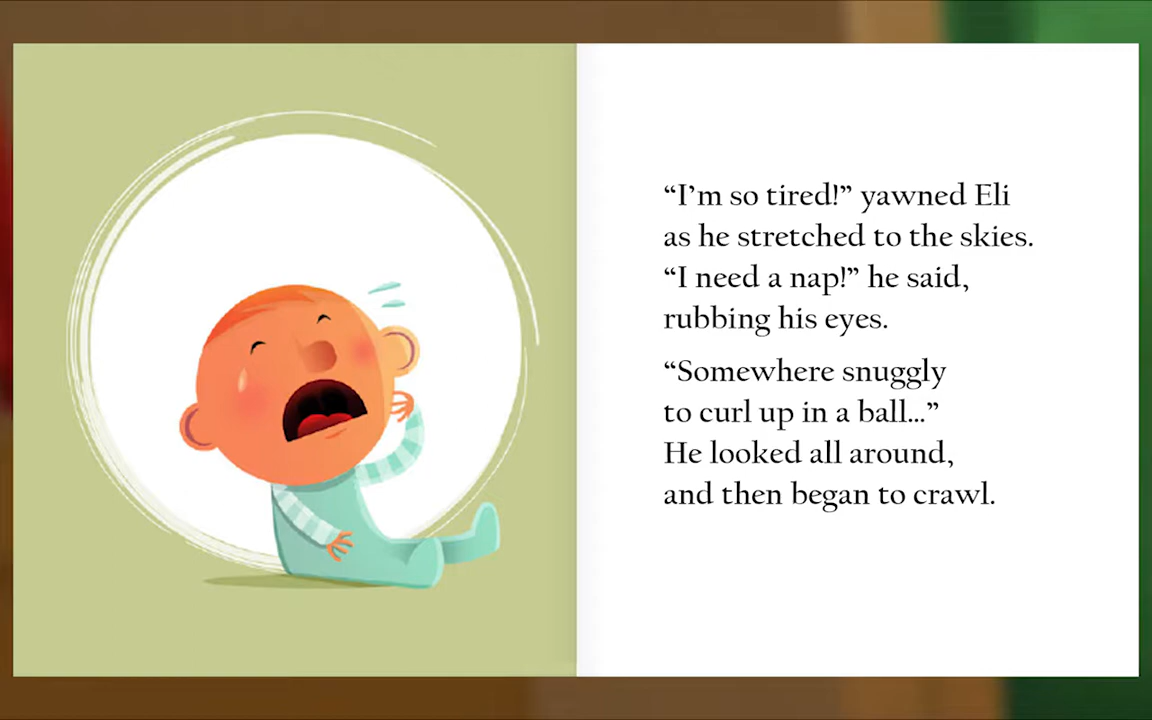 “I’m so tired!” yawned Eli
as he stretched to the skies.
“I need a nap!” he said,
rubbing his eyes.
“Somewhere snuggly
to curl up in a ball...”
He looked all around,
and then began to crawl.